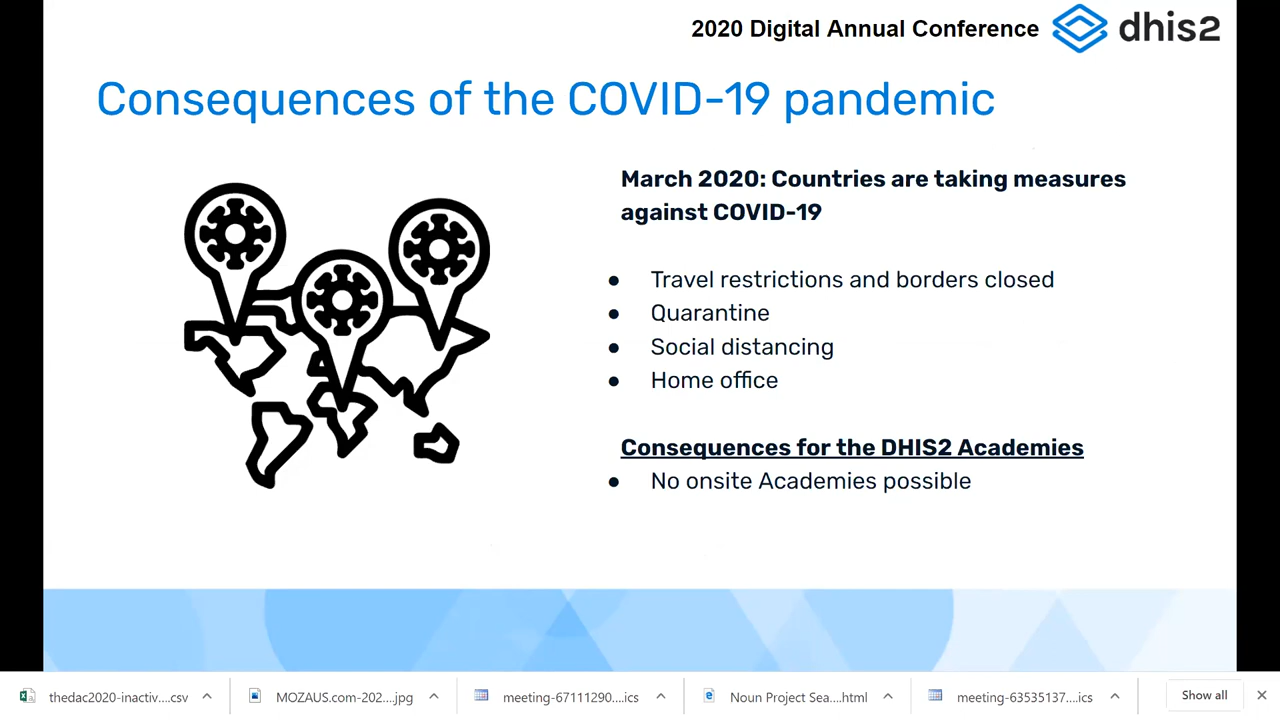 2020 Digital Annual Conference dhis2
Consequences of the COVID-19 pandemic
March 2020: Countries are taking measures
against COVID-19
● Travel restrictions and borders closed
● Quarantine
● Social distancing
● Home office
Consequences for the DHIS2 Academies
● No onsite Academies possible
thedac2020-inactiv....csv MOZAUS.com-202....jpg meeting-67111290....ics Noun Project Sea....html meeting-63535137....ics Show all